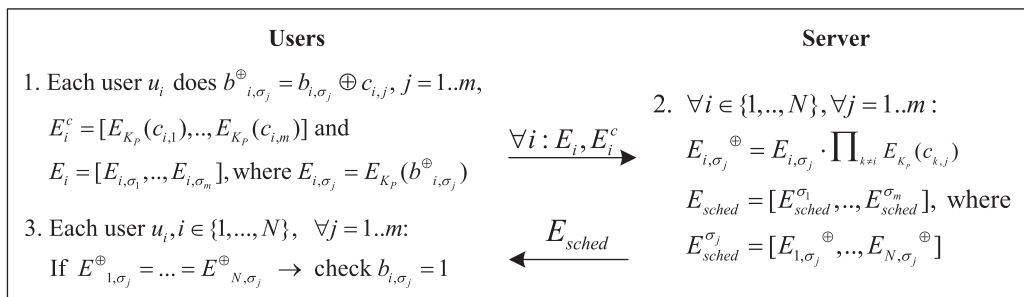 Users
Server
1. Each user u_i does b^⊕_{i,σ_j} = b_{i,σ_j} ⊕ c_{i,j}, j = 1..m,
E_i^c = [E_{K_P}(c_{i,1}),..,E_{K_P}(c_{i,m})] and
E_i = [E_{i,σ_1},..,E_{i,σ_m}], where E_{i,σ_j} = E_{K_P}(b^⊕_{i,σ_j})
∀i : E_i, E_i^c
2. ∀i ∈ {1,..,N}, ∀j = 1..m :
E_{i,σ_j}^⊕ = E_{i,σ_j} · ∏_{k≠i} E_{K_P}(c_{k,j})
E_{sched} = [E_{sched}^{σ_1},..,E_{sched}^{σ_m}], where
E_{sched}^{σ_j} = [E_{1,σ_j}^⊕,..,E_{N,σ_j}^⊕]
E_{sched}
3. Each user u_i, i ∈ {1,...,N}, ∀j = 1..m:
If E^⊕_{1,σ_j} = ... = E^⊕_{N,σ_j} → check b_{i,σ_j} = 1